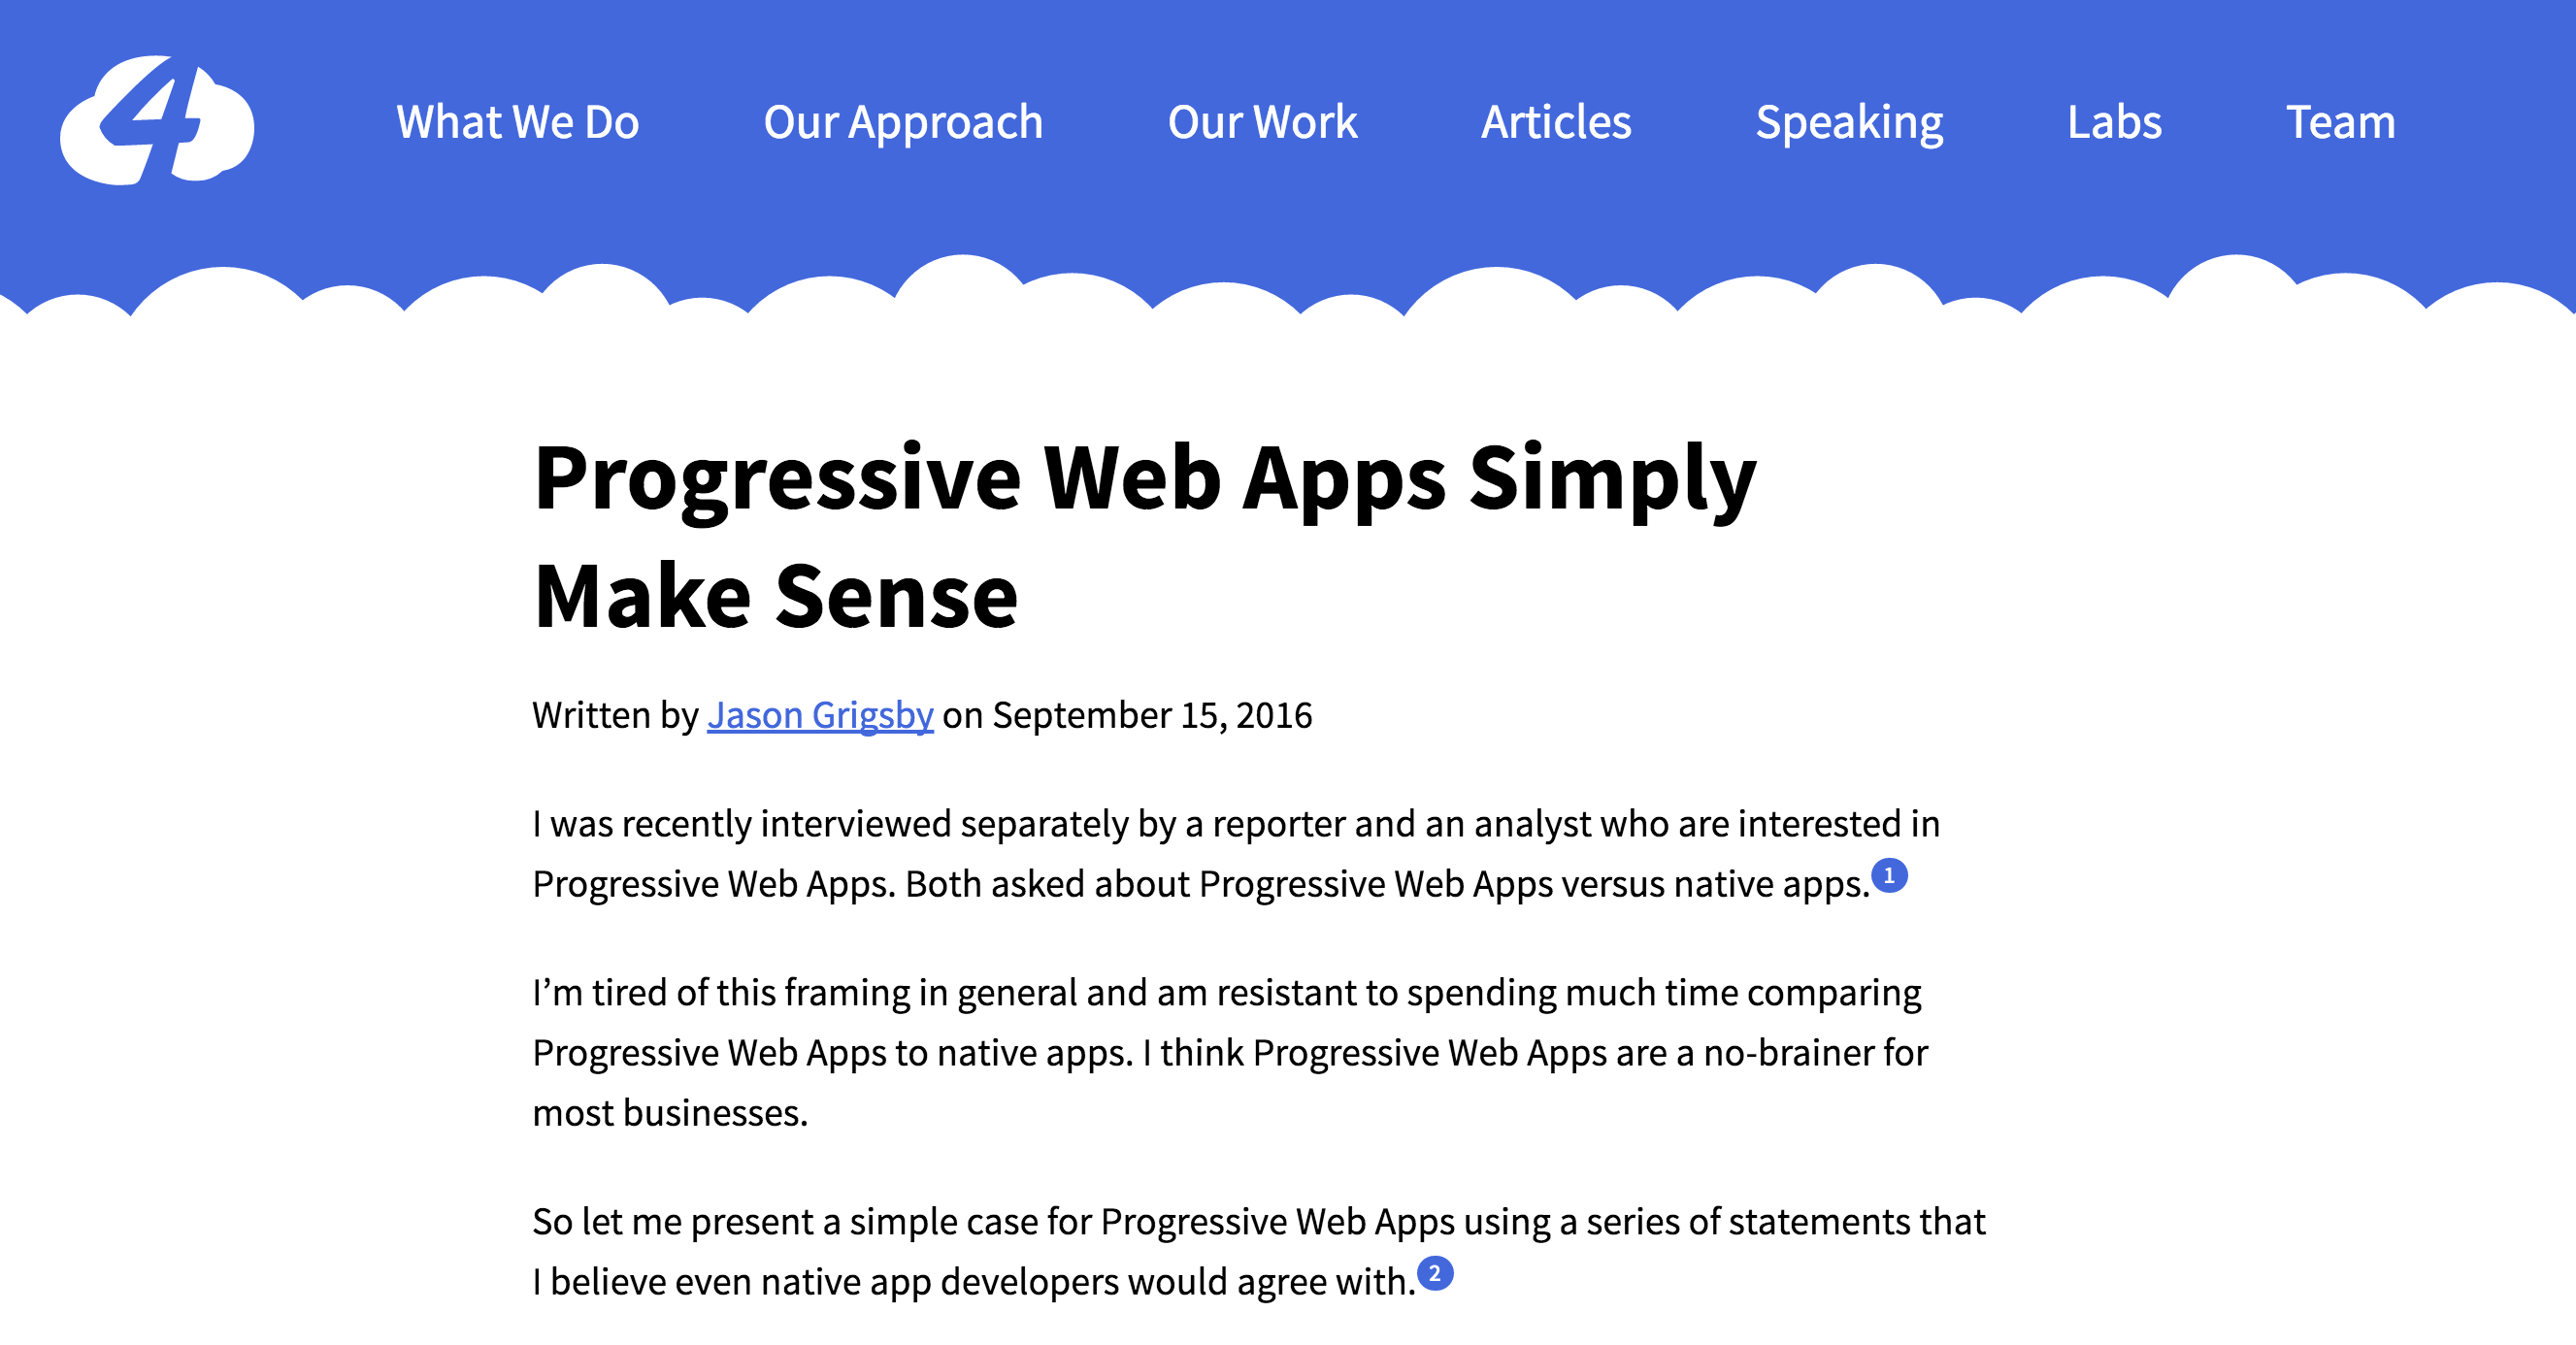 4
What We Do
Our Approach
Our Work
Articles
Speaking
Labs
Team
Progressive Web Apps Simply
Make Sense
Written by Jason Grigsby on September 15, 2016
I was recently interviewed separately by a reporter and an analyst who are interested in
Progressive Web Apps. Both asked about Progressive Web Apps versus native apps.1
I’m tired of this framing in general and am resistant to spending much time comparing
Progressive Web Apps to native apps. I think Progressive Web Apps are a no-brainer for
most businesses.
So let me present a simple case for Progressive Web Apps using a series of statements that
I believe even native app developers would agree with.2